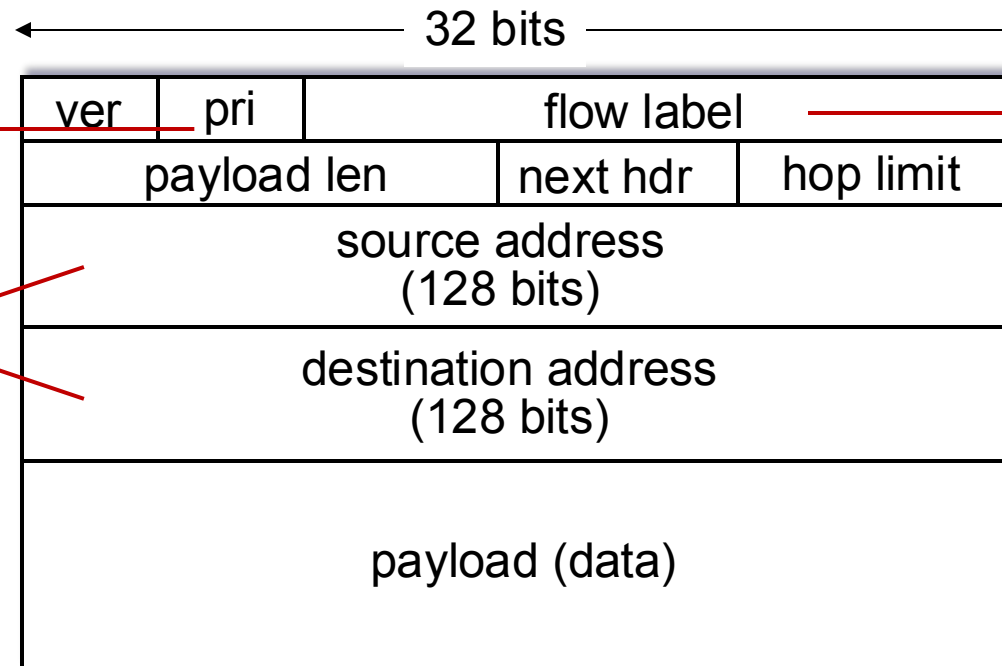 32 bits
ver pri flow label
payload len next hdr hop limit
source address
(128 bits)
destination address
(128 bits)
payload (data)